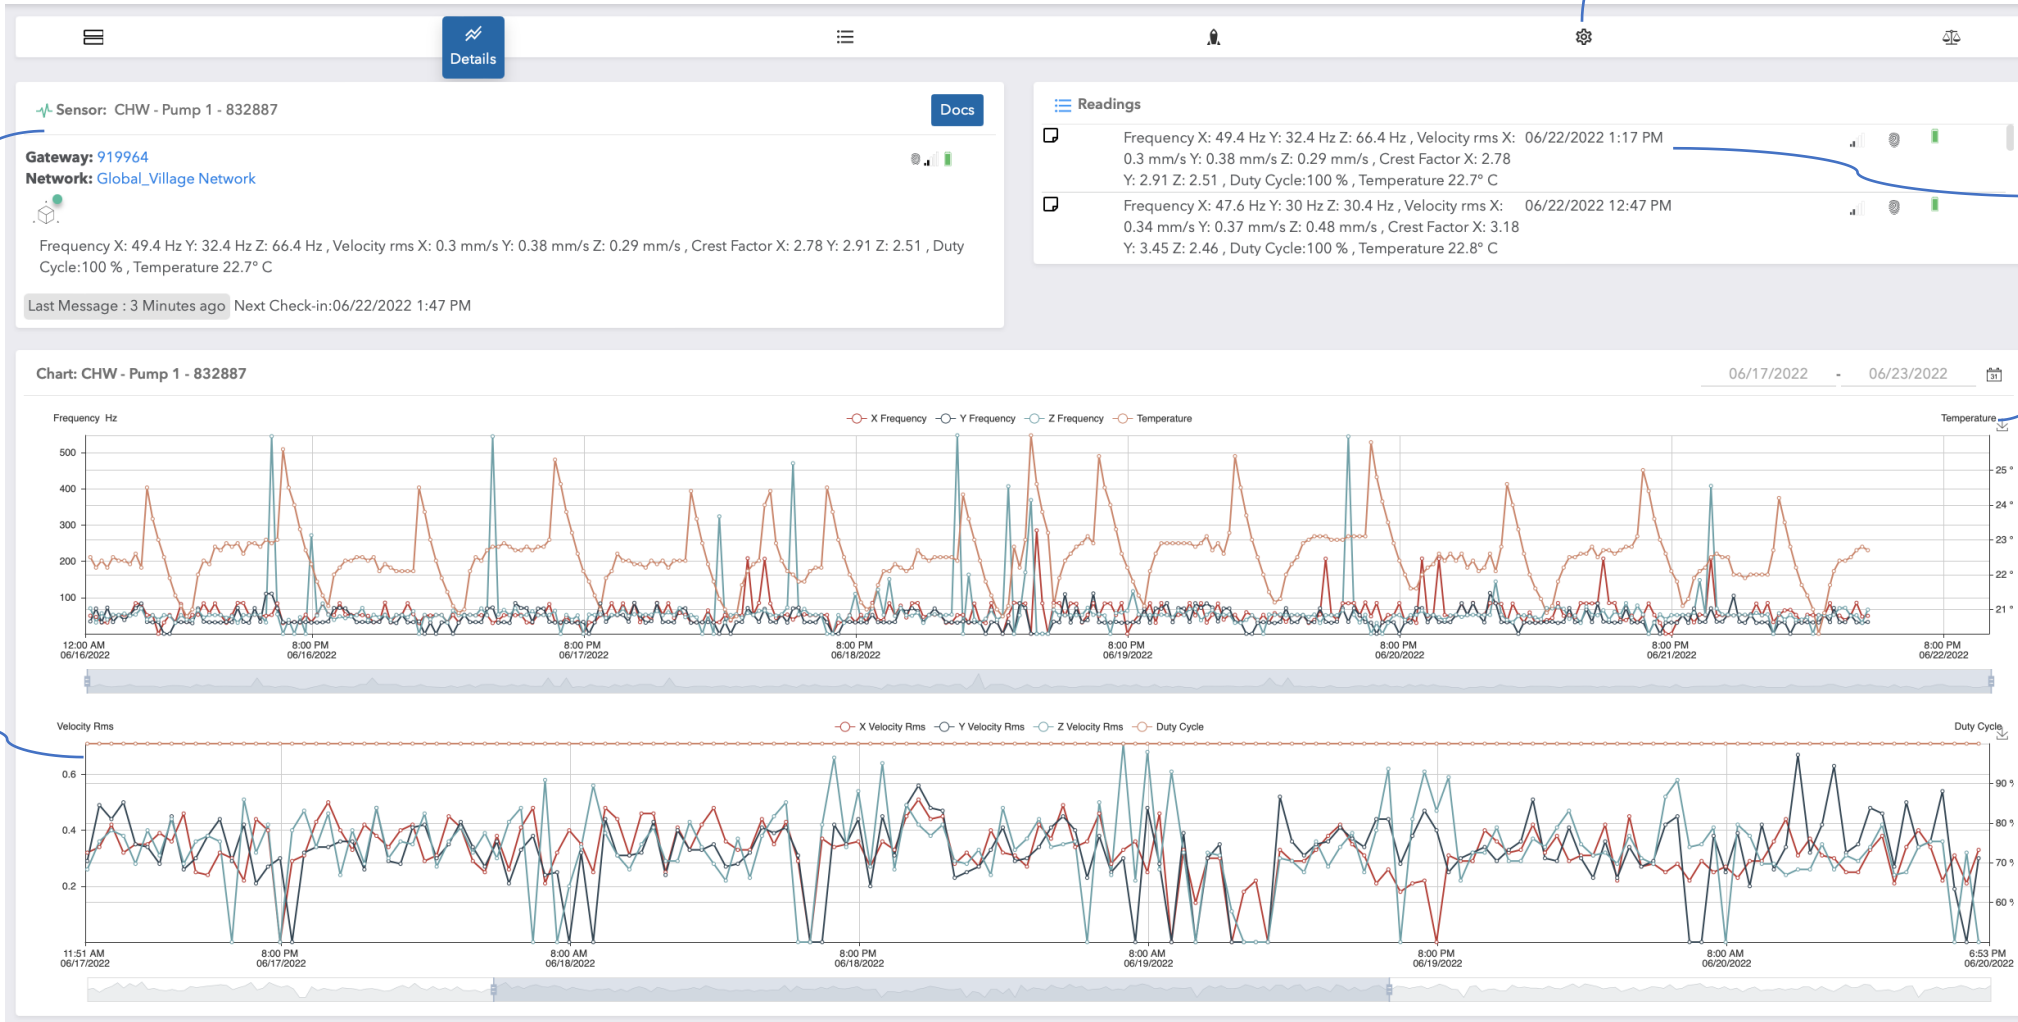 Details
Sensor: CHW - Pump 1 - 832887
Docs
Gateway: 919964
Network: Global_Village Network
Frequency X: 49.4 Hz Y: 32.4 Hz Z: 66.4 Hz , Velocity rms X: 0.3 mm/s Y: 0.38 mm/s Z: 0.29 mm/s , Crest Factor X: 2.78 Y: 2.91 Z: 2.51 , Duty
Cycle:100 % , Temperature 22.7° C
Last Message : 3 Minutes ago Next Check-in:06/22/2022 1:47 PM
Readings
Frequency X: 49.4 Hz Y: 32.4 Hz Z: 66.4 Hz , Velocity rms X: 06/22/2022 1:17 PM
0.3 mm/s Y: 0.38 mm/s Z: 0.29 mm/s , Crest Factor X: 2.78
Y: 2.91 Z: 2.51 , Duty Cycle:100 % , Temperature 22.7° C
Frequency X: 47.6 Hz Y: 30 Hz Z: 30.4 Hz , Velocity rms X: 06/22/2022 12:47 PM
0.34 mm/s Y: 0.37 mm/s Z: 0.48 mm/s , Crest Factor X: 3.18
Y: 3.45 Z: 2.46 , Duty Cycle:100 % , Temperature 22.8° C
Chart: CHW - Pump 1 - 832887
06/17/2022 - 06/23/2022
31
Frequency Hz
X Frequency Y Frequency Z Frequency Temperature
Temperature
500
400
300
200
100
25 °
24 °
23 °
22 °
21 °
12:00 AM 8:00 PM 8:00 PM 8:00 PM 8:00 PM 8:00 PM 8:00 PM 8:00 PM
06/16/2022 06/16/2022 06/17/2022 06/18/2022 06/19/2022 06/20/2022 06/21/2022 06/22/2022
Velocity Rms
X Velocity Rms Y Velocity Rms Z Velocity Rms Duty Cycle
Duty Cycle
0.6
0.4
0.2
90 %
80 %
70 %
60 %
11:51 AM 8:00 PM 8:00 AM 8:00 PM 8:00 AM 8:00 PM 8:00 AM 6:53 PM
06/17/2022 06/17/2022 06/18/2022 06/18/2022 06/19/2022 06/19/2022 06/20/2022 06/20/2022